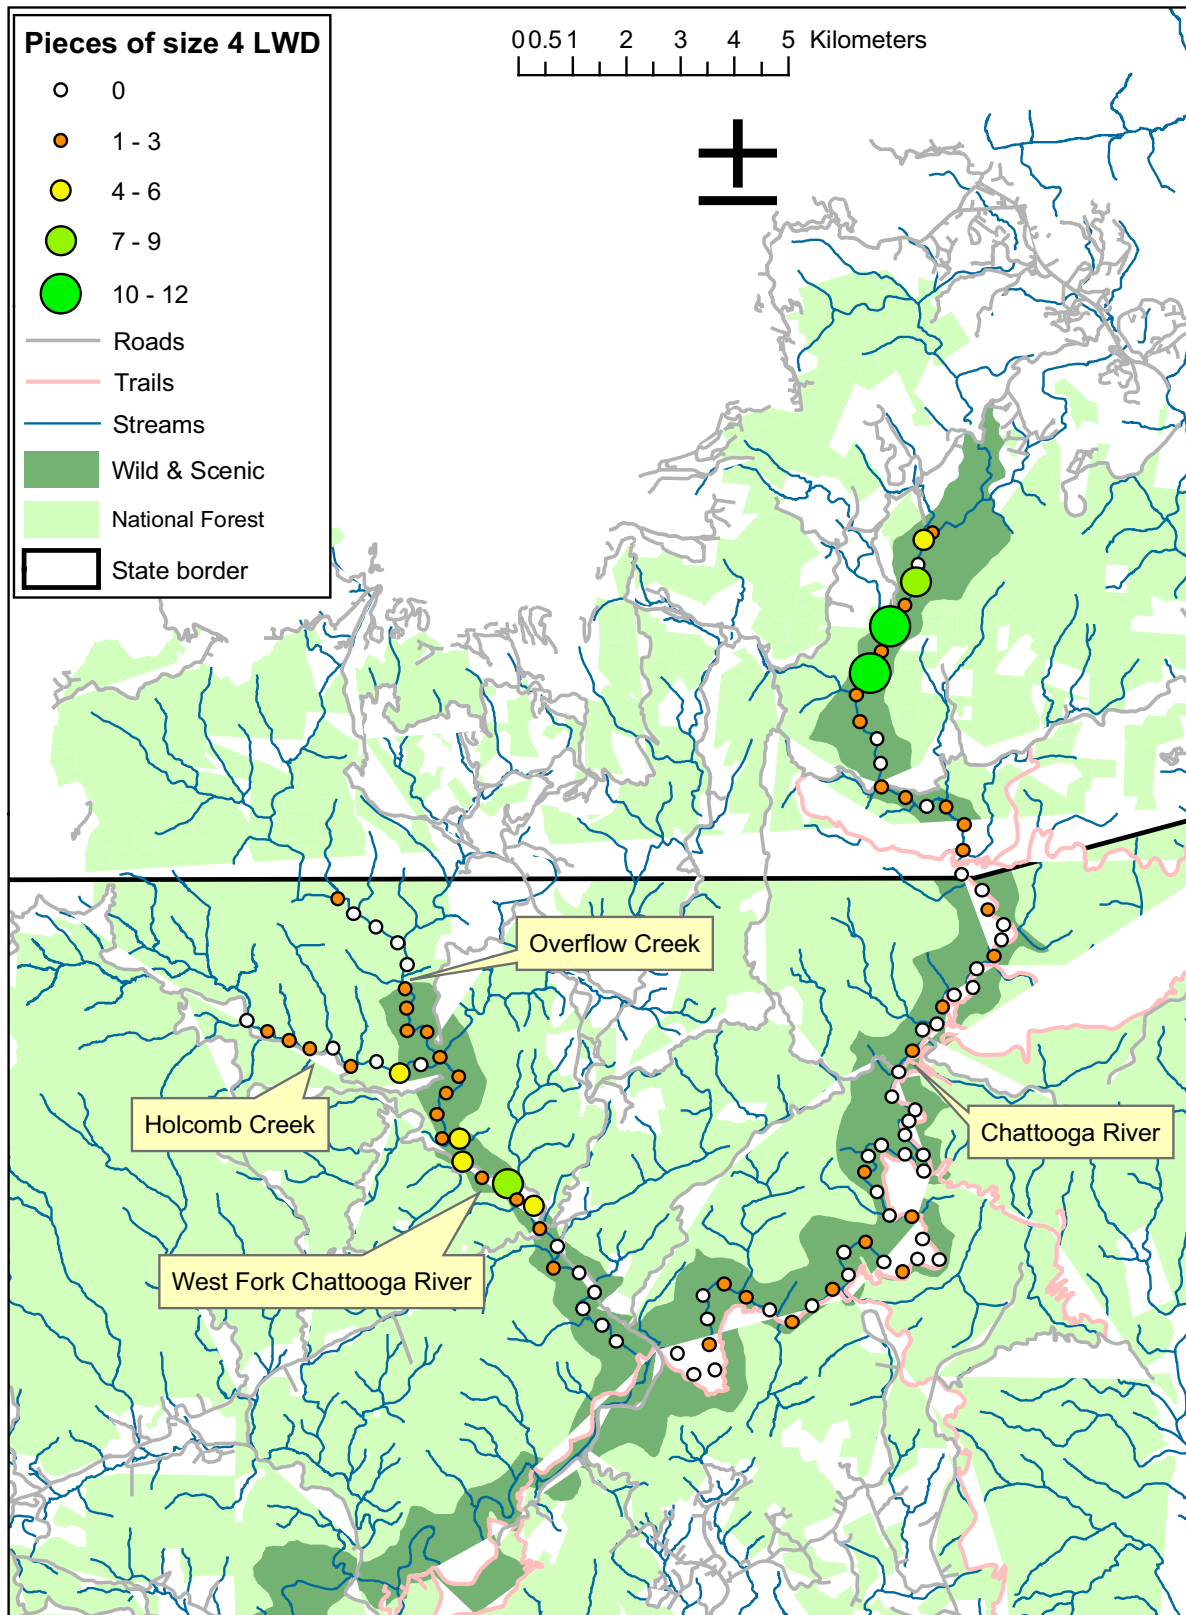 Pieces of size 4 LWD
0
1 - 3
4 - 6
7 - 9
10 - 12
Roads
Trails
Streams
Wild & Scenic
National Forest
State border
0 0.5 1 2 3 4 5 Kilometers
Overflow Creek
Holcomb Creek
Chattooga River
West Fork Chattooga River